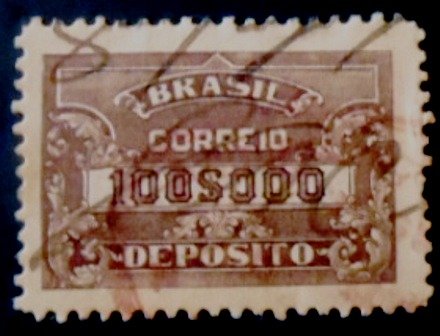 BRASIL
CORREIO
100$000
DEPOSITO